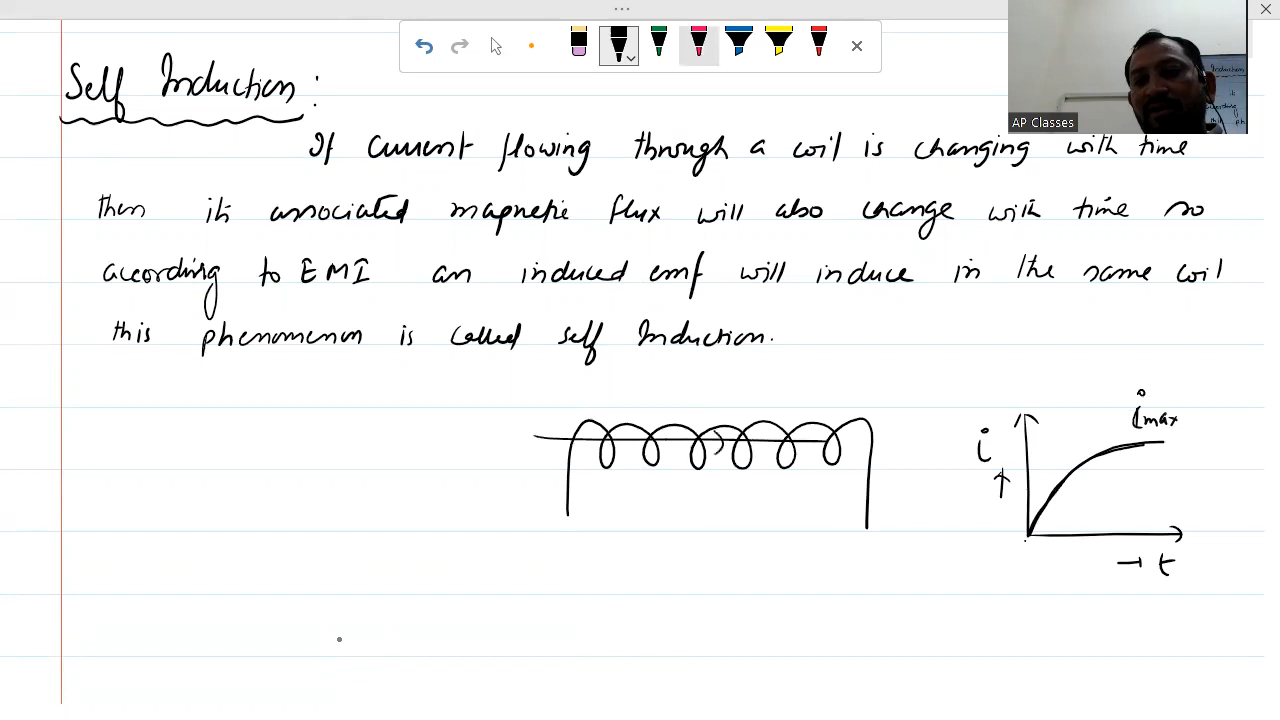 Self Induction :
AP Classes
If current flowing through a coil is changing with time
then its associated magnetic flux will also change with time so
according to EMI an induced emf will induce in the same coil
this phenomenon is called self Induction.
imax
i
t